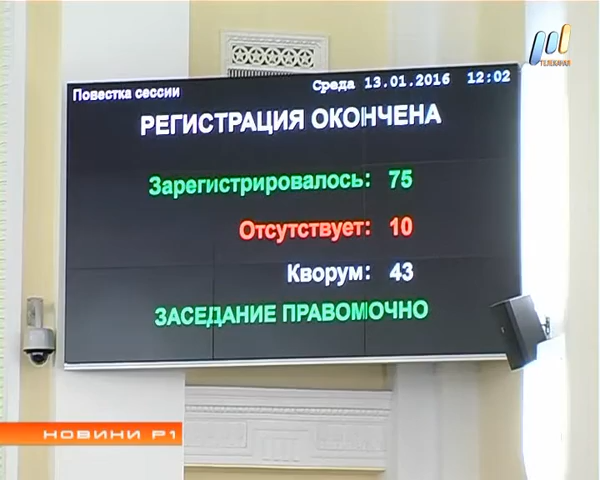 ТЕЛЕКАНАЛ
Повестка сессии Среда 13.01.2016 12:02
РЕГИСТРАЦИЯ ОКОНЧЕНА
Зарегистрировалось: 75
Отсутствует: 10
Кворум: 43
ЗАСЕДАНИЕ ПРАВОМОЧНО
НОВИНИ Р1